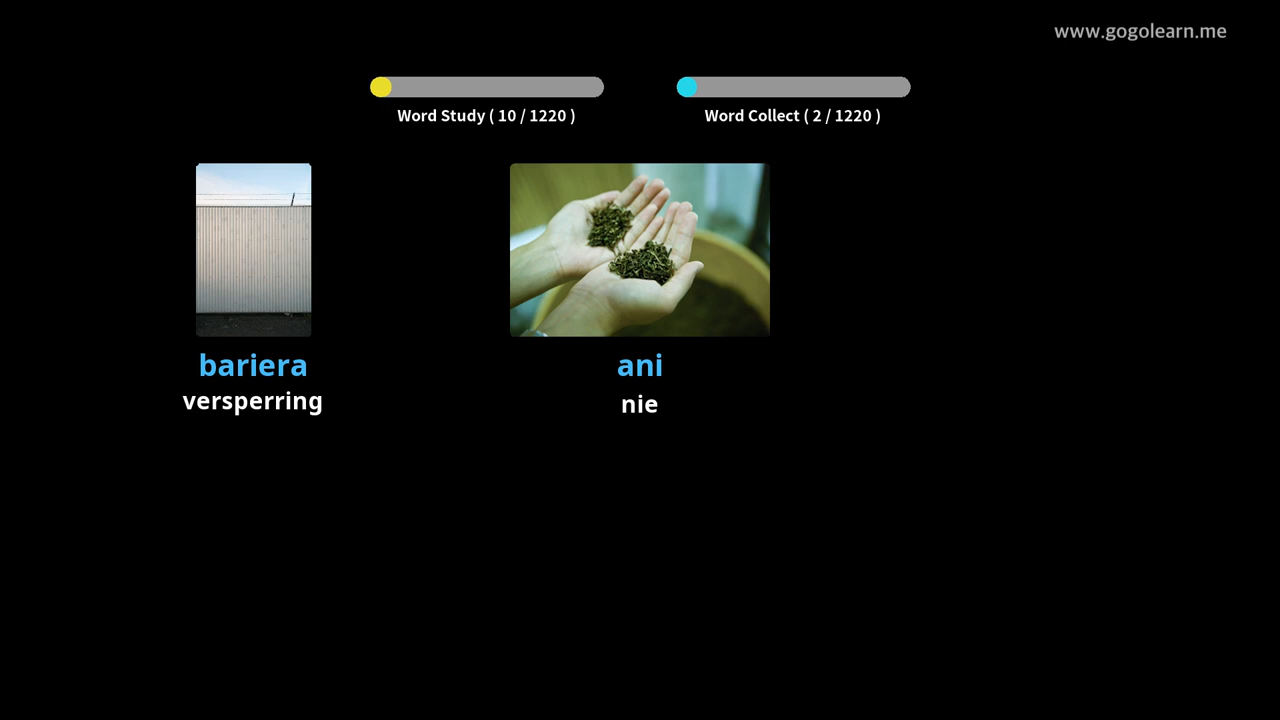 www.gogolearn.me
Word Study ( 10 / 1220 )
Word Collect ( 2 / 1220 )
bariera
versperring
ani
nie